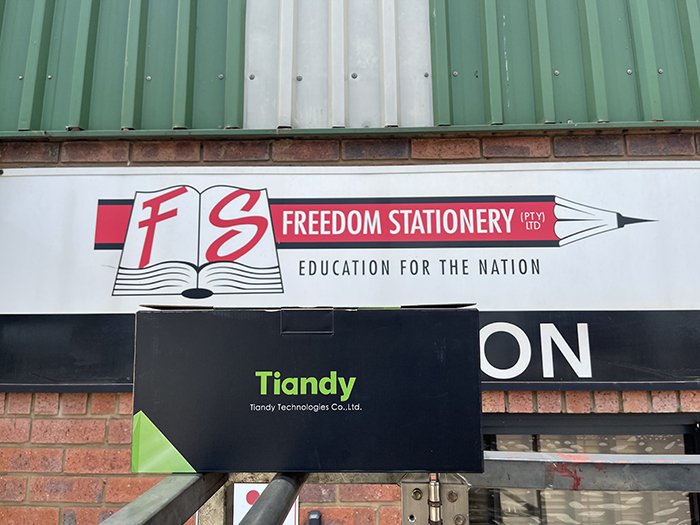 FS FREEDOM STATIONERY (PTY) LTD
EDUCATION FOR THE NATION
ON
Tiandy
Tiandy Technologies Co.,Ltd.